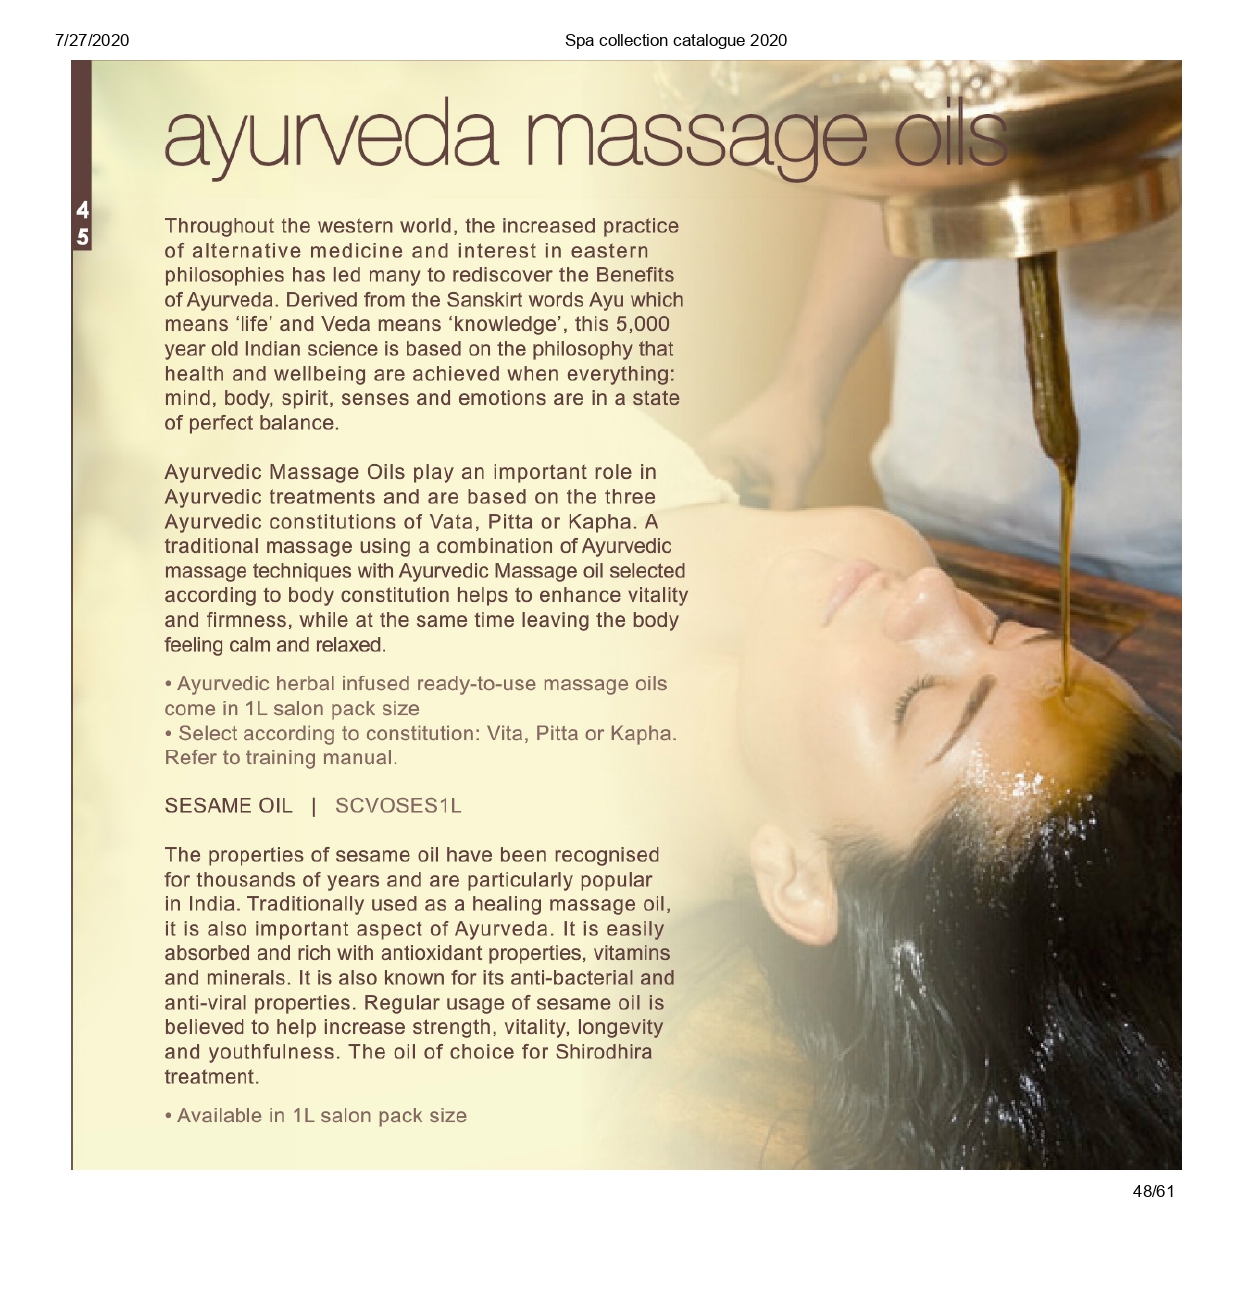 7/27/2020
Spa collection catalogue 2020
ayurveda massage oils
4
5
Throughout the western world, the increased practice
of alternative medicine and interest in eastern
philosophies has led many to rediscover the Benefits
of Ayurveda. Derived from the Sanskirt words Ayu which
means ‘life’ and Veda means ‘knowledge’, this 5,000
year old Indian science is based on the philosophy that
health and wellbeing are achieved when everything:
mind, body, spirit, senses and emotions are in a state
of perfect balance.
Ayurvedic Massage Oils play an important role in
Ayurvedic treatments and are based on the three
Ayurvedic constitutions of Vata, Pitta or Kapha. A
traditional massage using a combination of Ayurvedic
massage techniques with Ayurvedic Massage oil selected
according to body constitution helps to enhance vitality
and firmness, while at the same time leaving the body
feeling calm and relaxed.
• Ayurvedic herbal infused ready-to-use massage oils
come in 1L salon pack size
• Select according to constitution: Vita, Pitta or Kapha.
Refer to training manual.
SESAME OIL | SCVOSES1L
The properties of sesame oil have been recognised
for thousands of years and are particularly popular
in India. Traditionally used as a healing massage oil,
it is also important aspect of Ayurveda. It is easily
absorbed and rich with antioxidant properties, vitamins
and minerals. It is also known for its anti-bacterial and
anti-viral properties. Regular usage of sesame oil is
believed to help increase strength, vitality, longevity
and youthfulness. The oil of choice for Shirodhira
treatment.
• Available in 1L salon pack size
48/61